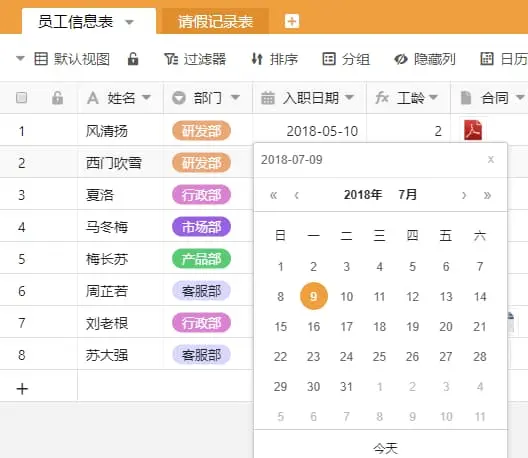 员工信息表 请假记录表
默认视图 过滤器 排序 分组 隐藏列 日历
A 姓名 部门 入职日期 fx 工龄 合同
1 风清扬 研发部 2018-05-10 2
2 西门吹雪 研发部
3 夏洛 行政部
4 马冬梅 市场部
5 梅长苏 产品部
6 周芷若 客服部
7 刘老根 行政部
8 苏大强 客服部
+
2018-07-09 x
« ‹ 2018年 7月 › »
日 一 二 三 四 五 六
1 2 3 4 5 6 7
8 9 10 11 12 13 14
15 16 17 18 19 20 21
22 23 24 25 26 27 28
29 30 31 1 2 3 4
5 6 7 8 9 10 11
今天